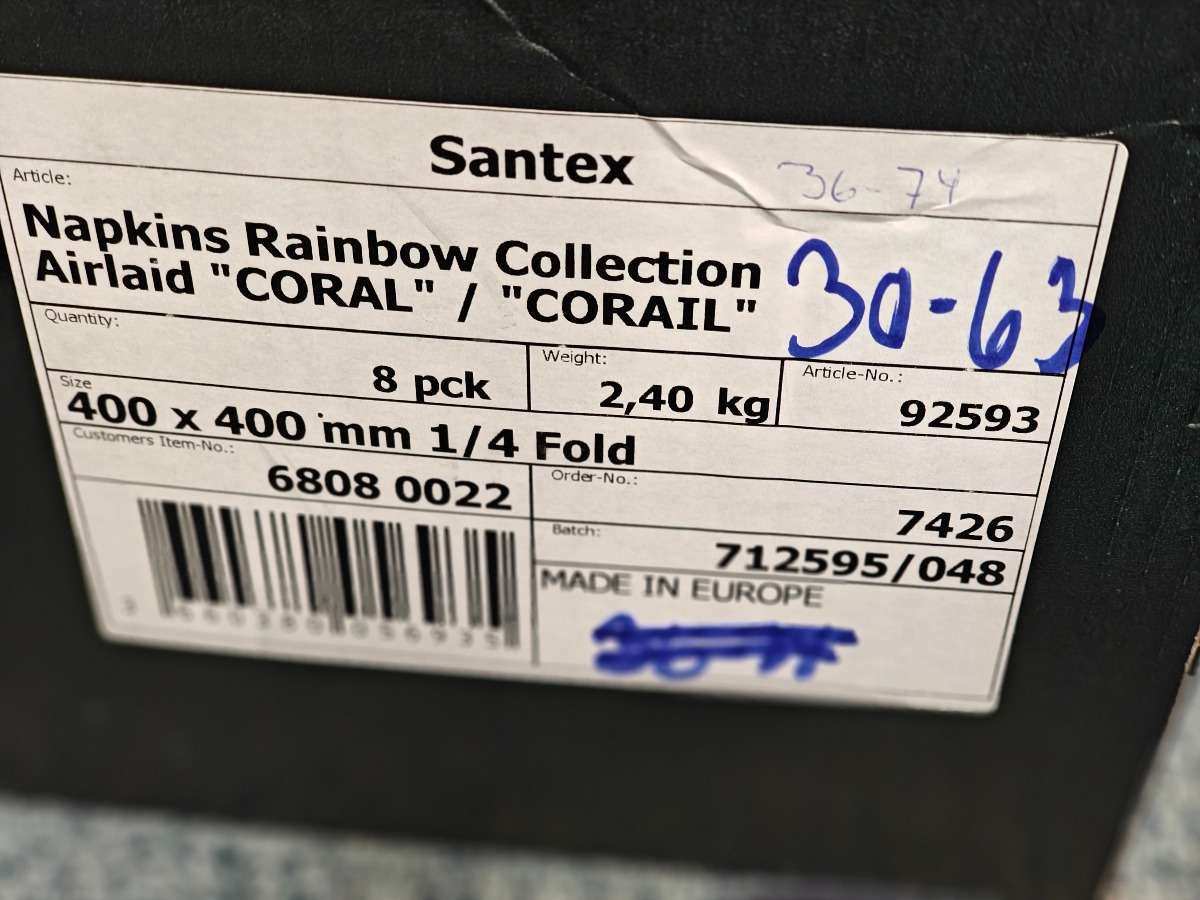 Santex
36-74
Article:
Napkins Rainbow Collection
Airlaid "CORAL" / "CORAIL"
30-63
Quantity:
8 pck
Weight:
2,40 kg
Article-No.:
92593
Size
400 x 400 mm 1/4 Fold
Customers Item-No.:
6808 0022
Order-No.:
7426
Batch:
712595/048
MADE IN EUROPE